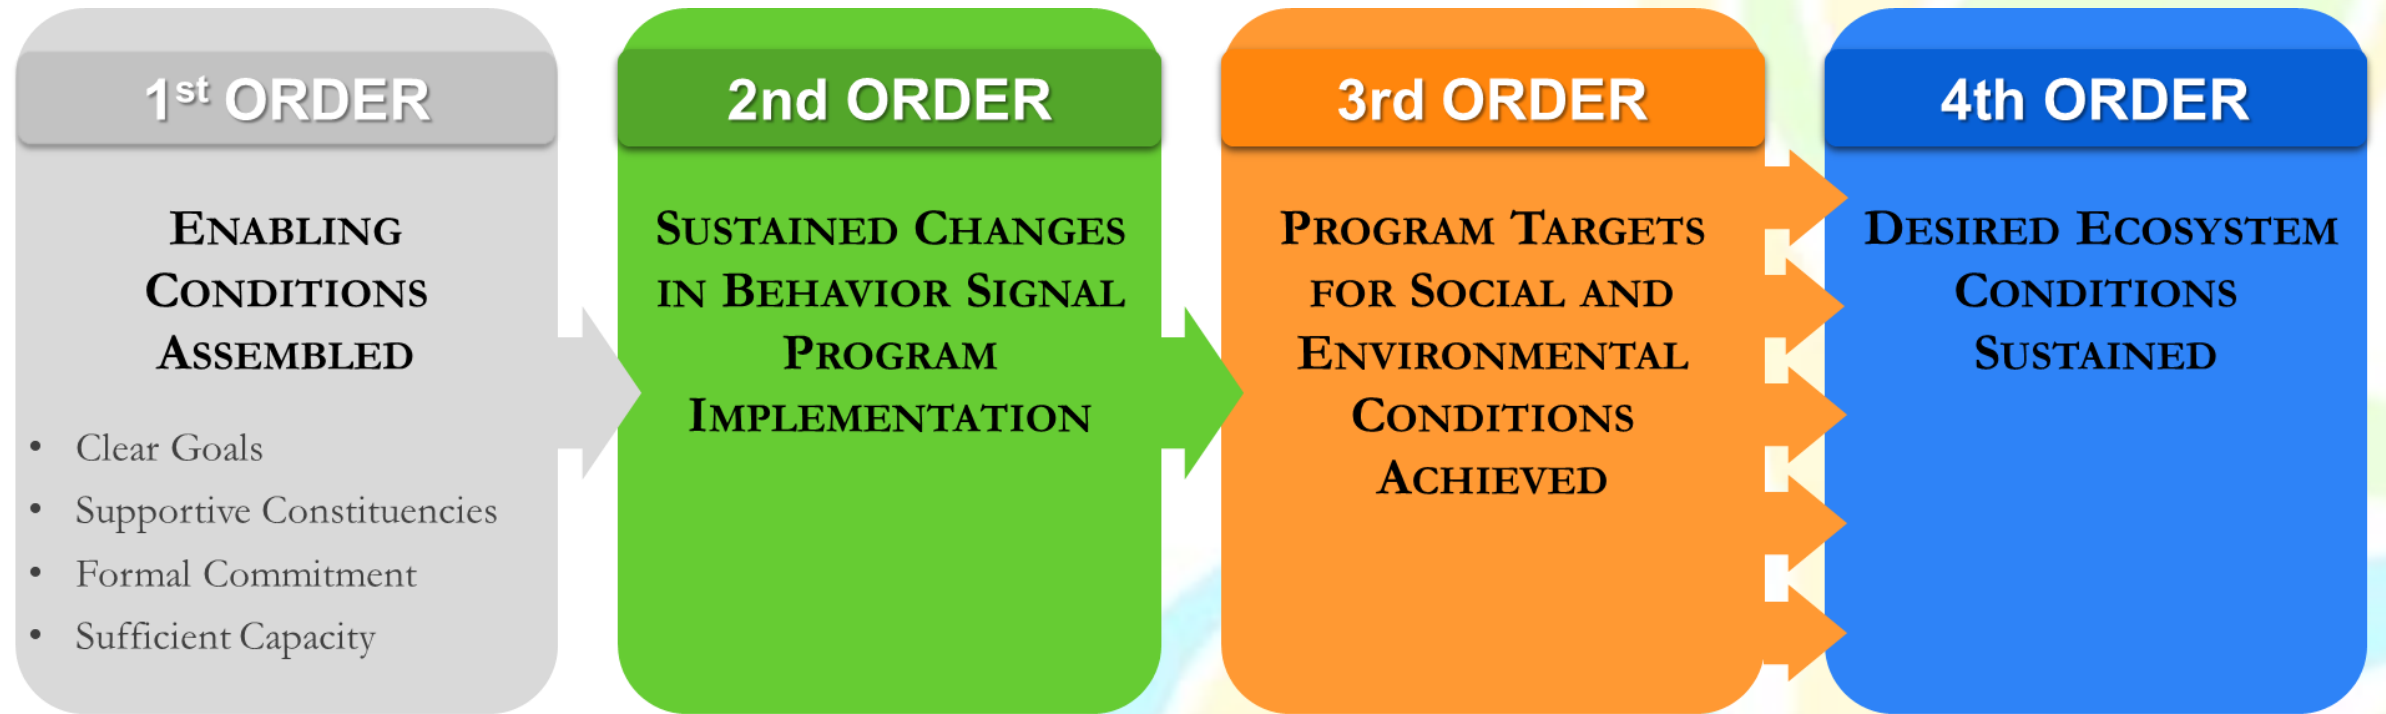 1st ORDER
ENABLING
CONDITIONS
ASSEMBLED
• Clear Goals
• Supportive Constituencies
• Formal Commitment
• Sufficient Capacity
2nd ORDER
SUSTAINED CHANGES
IN BEHAVIOR SIGNAL
PROGRAM
IMPLEMENTATION
3rd ORDER
PROGRAM TARGETS
FOR SOCIAL AND
ENVIRONMENTAL
CONDITIONS
ACHIEVED
4th ORDER
DESIRED ECOSYSTEM
CONDITIONS
SUSTAINED